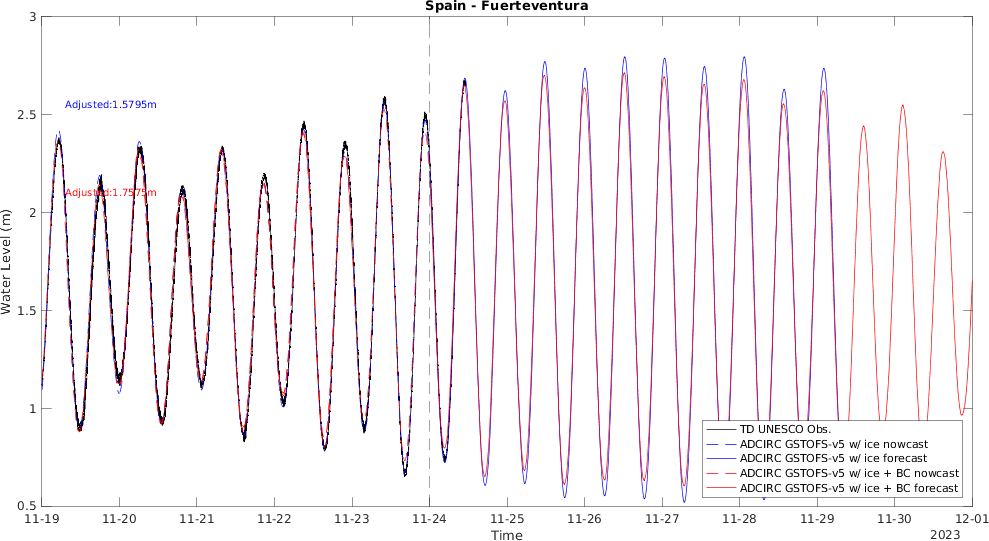 Spain - Fuerteventura
3
2.5
2
1.5
1
0.5
Water Level (m)
Adjusted:1.5795m
Adjusted:1.7575m
TD UNESCO Obs.
ADCIRC GSTOFS-v5 w/ ice nowcast
ADCIRC GSTOFS-v5 w/ ice forecast
ADCIRC GSTOFS-v5 w/ ice + BC nowcast
ADCIRC GSTOFS-v5 w/ ice + BC forecast
11-19 11-20 11-21 11-22 11-23 11-24 11-25 11-26 11-27 11-28 11-29 11-30 12-01
Time
2023